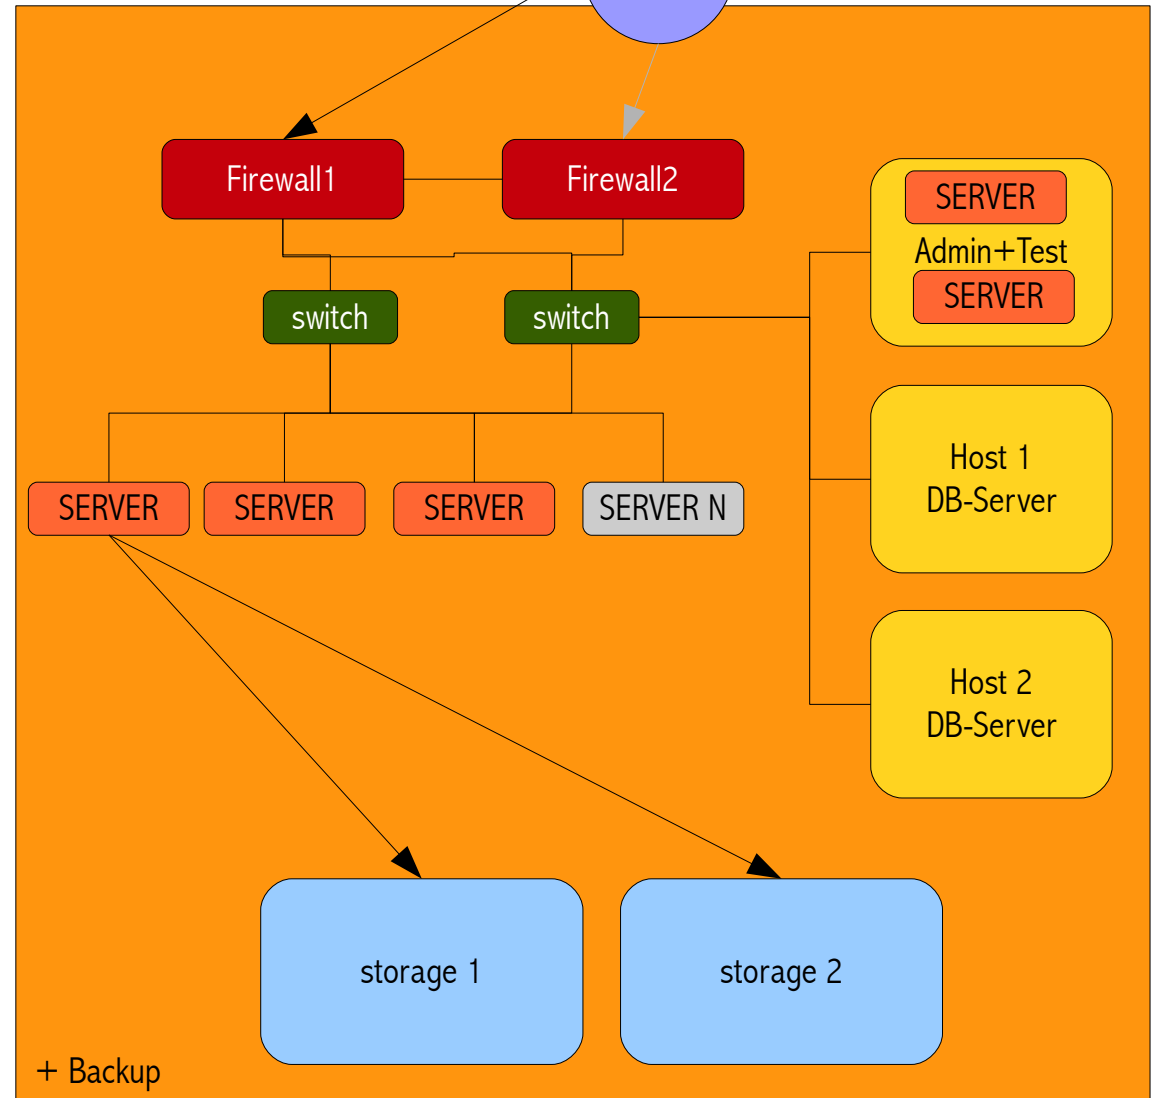 Firewall1
Firewall2
SERVER
Admin+Test
SERVER
switch
switch
Host 1
DB-Server
SERVER
SERVER
SERVER
SERVER N
Host 2
DB-Server
storage 1
storage 2
+ Backup